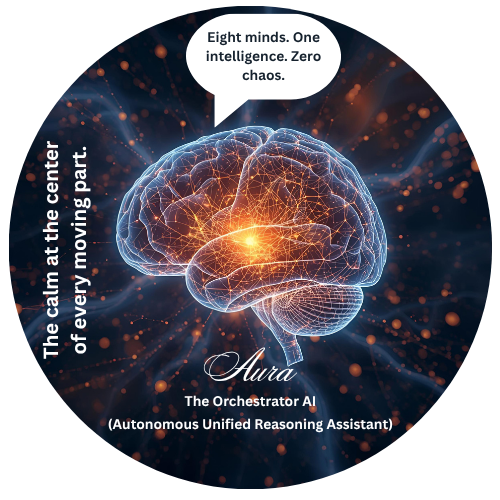 Eight minds. One
intelligence. Zero
chaos.
The calm at the center
of every moving part.
Aura
The Orchestrator AI
(Autonomous Unified Reasoning Assistant)